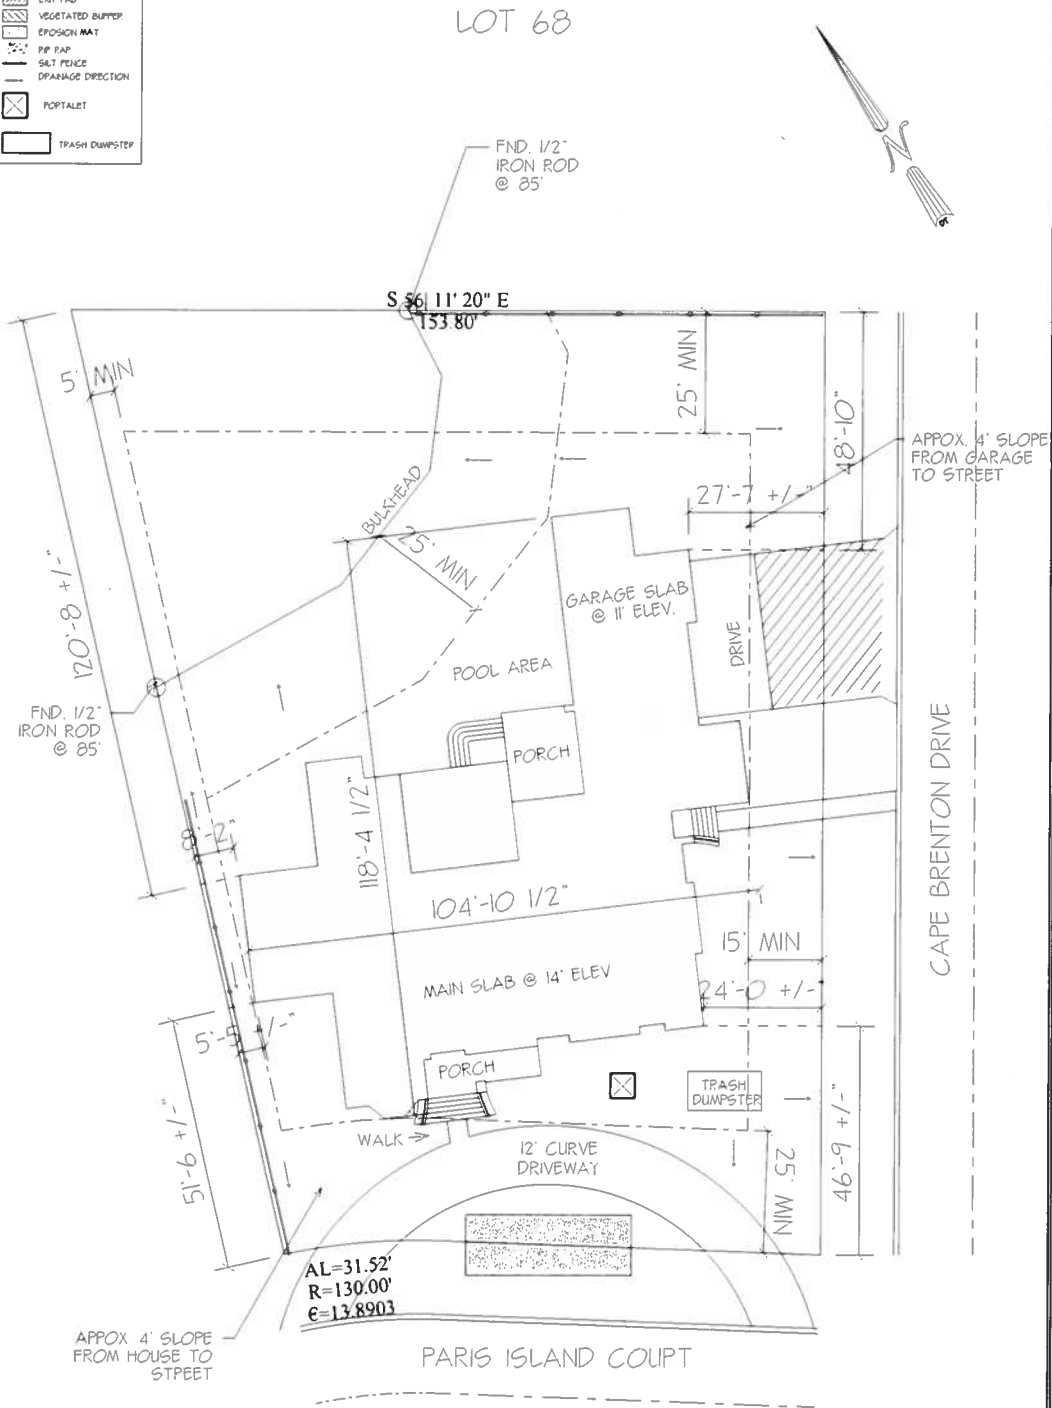 LOT 68
VEGETATED BUFFER
EROSION MAT
RIP RAP
SILT FENCE
DRAINAGE DIRECTION
PORTALET
TRASH DUMPSTER
N
FND. 1/2"
IRON ROD
@ 85'
S 56 11' 20" E
153.80'
5' MIN
25' MIN
48'-10"
APPOX. 4' SLOPE
FROM GARAGE
TO STREET
27'-7 +/-"
BULKHEAD
25' MIN
GARAGE SLAB
@ 11' ELEV.
120'-8 +/-"
DRIVE
POOL AREA
FND. 1/2"
IRON ROD
@ 85'
PORCH
CAPE BRENTON DRIVE
8'-2"
118'-4 1/2"
104'-10 1/2"
15' MIN
MAIN SLAB @ 14' ELEV
24'-0 +/-"
PORCH
TRASH
DUMPSTER
51'-6 +/-"
WALK
12' CURVE
DRIVEWAY
25' MIN
46'-9 +/-"
AL=31.52'
R=130.00'
€=13.8903
APPOX 4' SLOPE
FROM HOUSE TO
STREET
PARIS ISLAND COURT